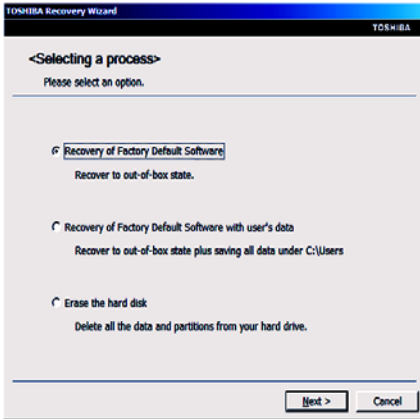 TOSHIBA Recovery Wizard
TOSHIBA
<Selecting a process>
Please select an option.
Recovery of Factory Default Software
Recover to out-of-box state.
Recovery of Factory Default Software with user's data
Recover to out-of-box state plus saving all data under C:\Users
Erase the hard disk
Delete all the data and partitions from your hard drive.
Next > Cancel